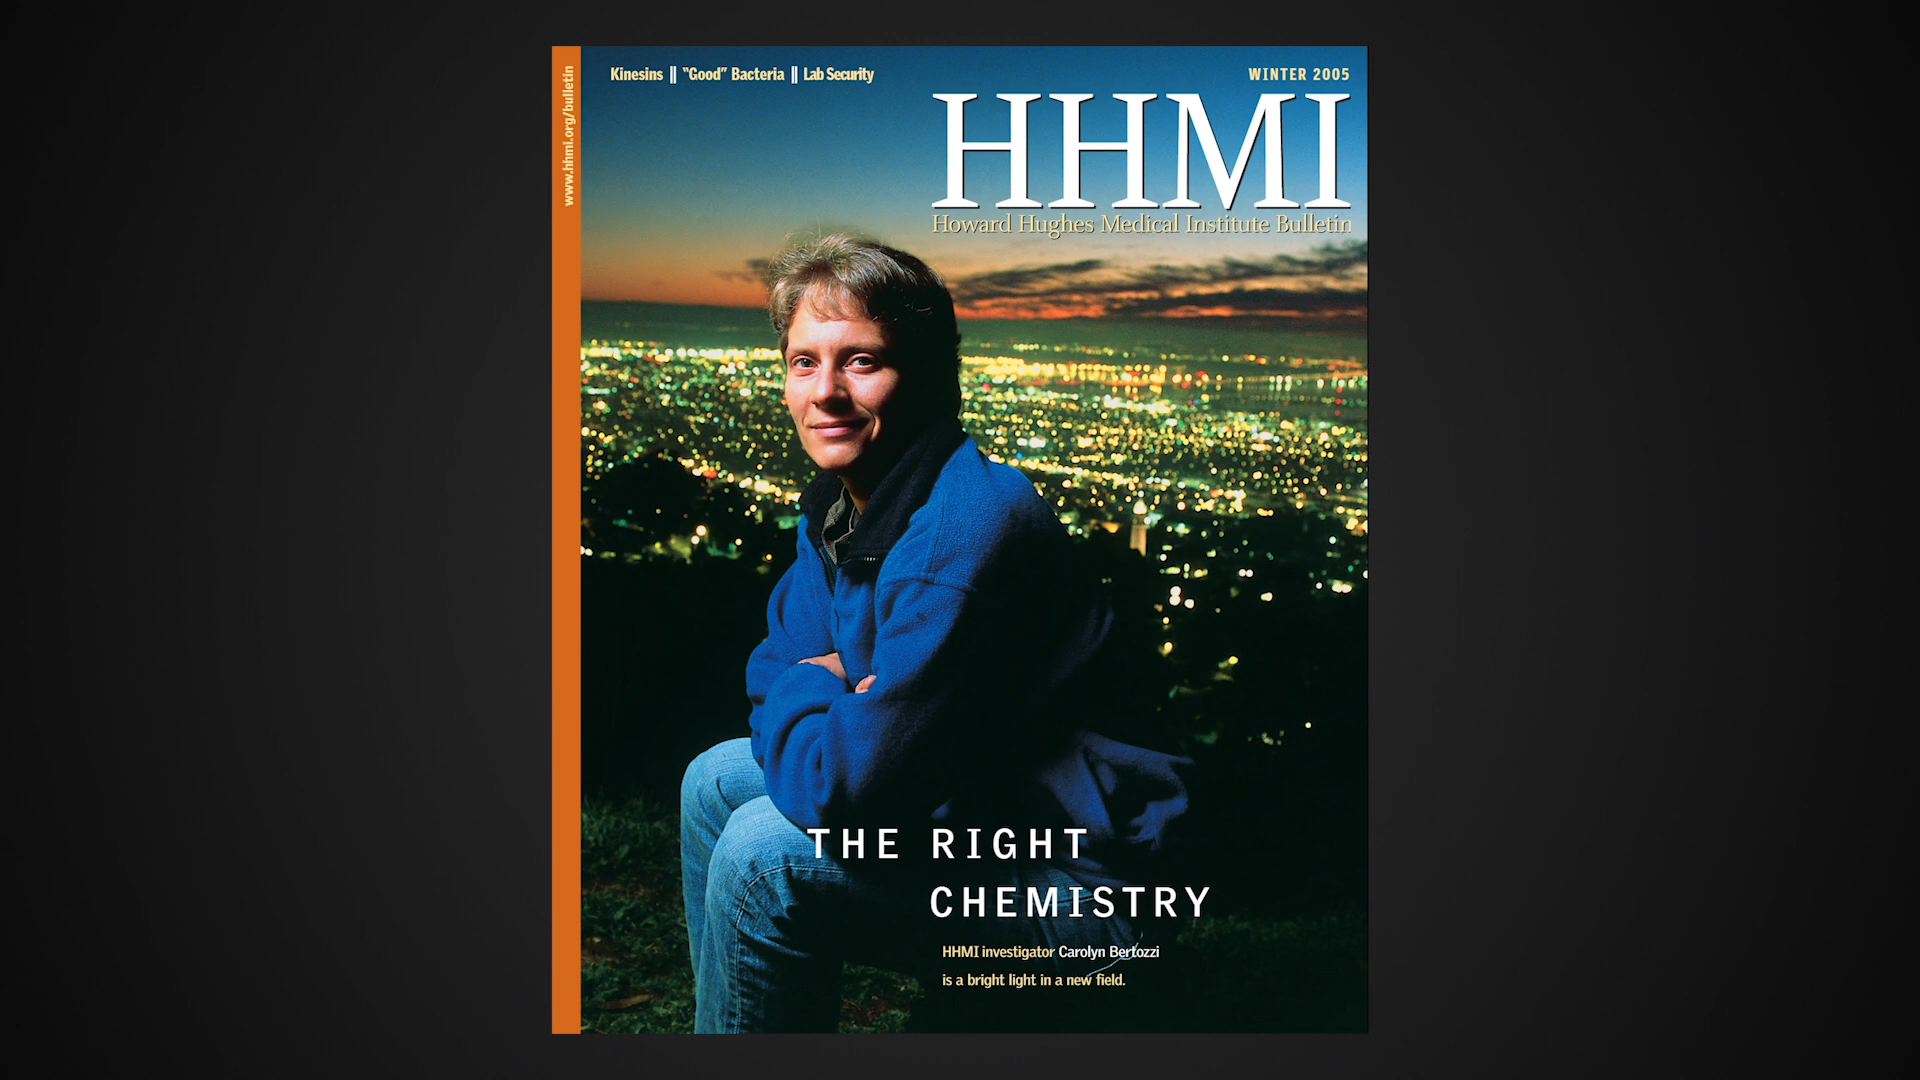 www.hhmi.org/bulletin
Kinesins || "Good" Bacteria || Lab Security
WINTER 2005
HHMI
Howard Hughes Medical Institute Bulletin
THE RIGHT
CHEMISTRY
HHMI investigator Carolyn Bertozzi
is a bright light in a new field.